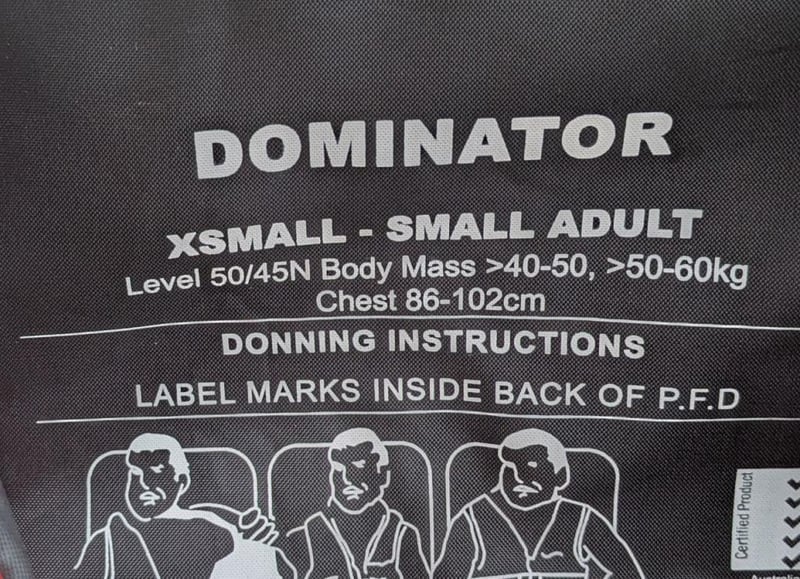 DOMINATOR
XSMALL - SMALL ADULT
Level 50/45N Body Mass >40-50, >50-60kg
Chest 86-102cm
DONNING INSTRUCTIONS
LABEL MARKS INSIDE BACK OF P.F.D
Certified Product